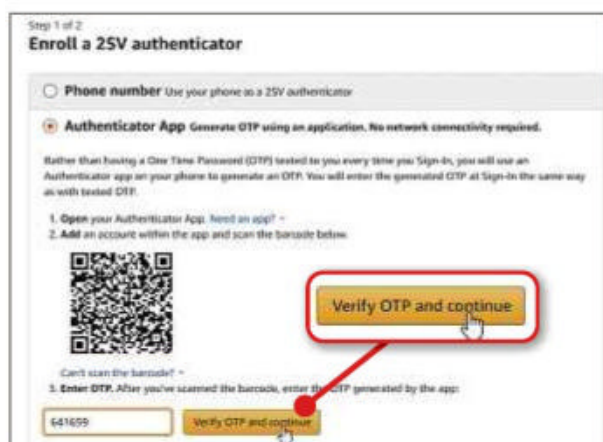 Step 1 of 2
Enroll a 2SV authenticator
Phone number Use your phone as a 2SV authenticator
Authenticator App Generate OTP using an application. No network connectivity required.
Rather than having a One Time Password (OTP) texted to you every time you Sign-In, you will use an
Authenticator app on your phone to generate an OTP. You will enter the generated OTP at Sign-In the same way
as with texted OTP.
1. Open your Authenticator App. Need an app?
2. Add an account within the app and scan the barcode below.
Verify OTP and continue
Can't scan the barcode?
3. Enter OTP. After you've scanned the barcode, enter the OTP generated by the app:
641659 Verify OTP and continue